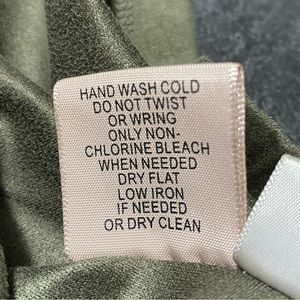 HAND WASH COLD
DO NOT TWIST
OR WRING
ONLY NON-
CHLORINE BLEACH
WHEN NEEDED
DRY FLAT
LOW IRON
IF NEEDED
OR DRY CLEAN